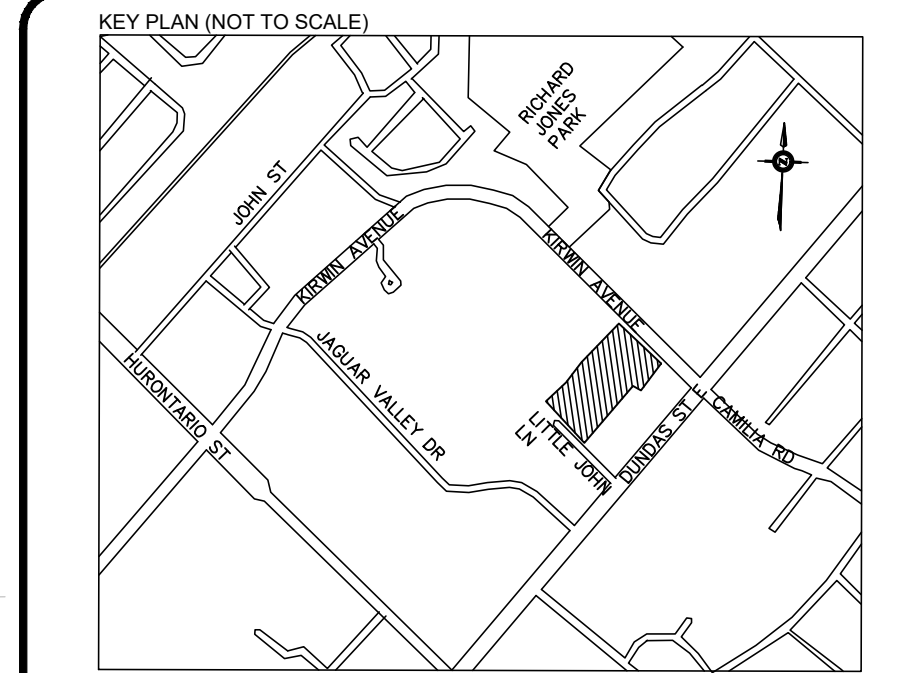 KEY PLAN (NOT TO SCALE)
RICHARD
JONES
PARK
JOHN ST
N
KIRWIN AVENUE
KIRWIN AVENUE
JAGUAR VALLEY DR
HURONTARIO ST
LITTLE JOHN
LN
DUNDAS ST E
CAMILIA RD